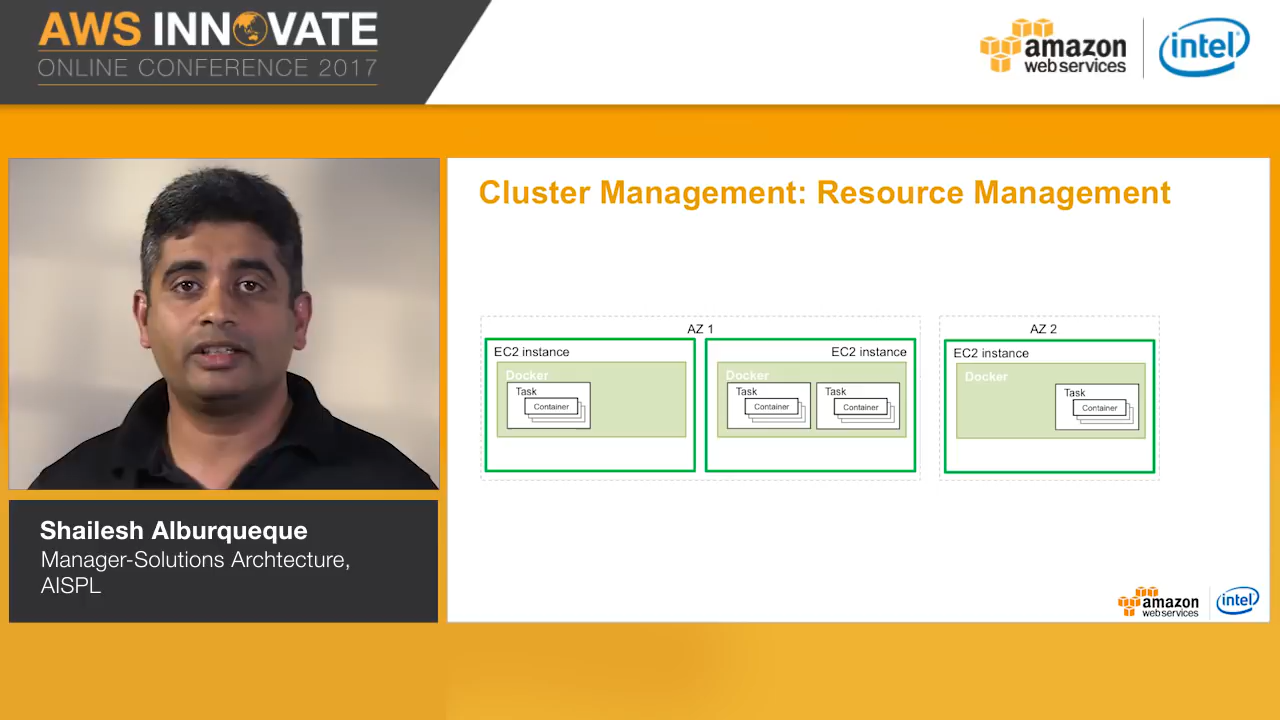 AWS INNOVATE
ONLINE CONFERENCE 2017
amazon
web services
intel
Cluster Management: Resource Management
AZ 1
EC2 instance
Docker
Task
Container
EC2 instance
Docker
Task
Container
Task
Container
AZ 2
EC2 instance
Docker
Task
Container
Shailesh Alburqueque
Manager-Solutions Archtecture,
AISPL
amazon
web services
intel